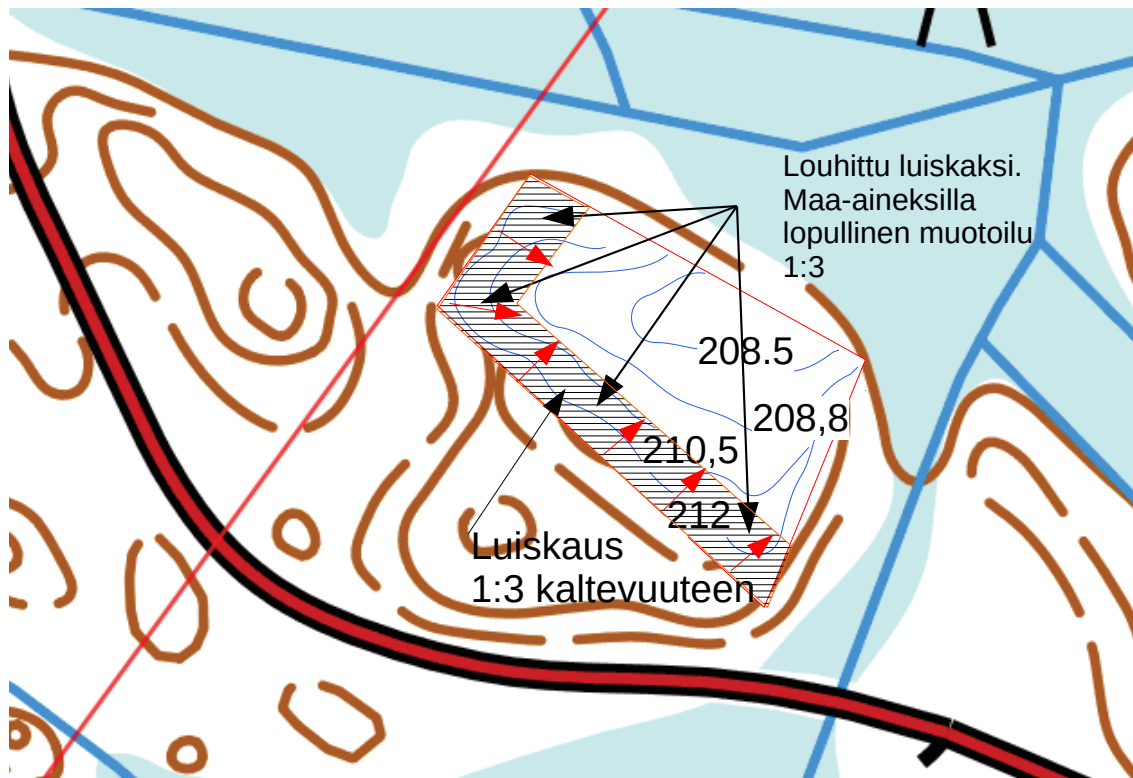 Louhittu luiskaksi.
Maa-aineksilla
lopullinen muotoilu
1:3
208.5
208,8
210,5
212
Luiskaus
1:3 kaltevuuteen